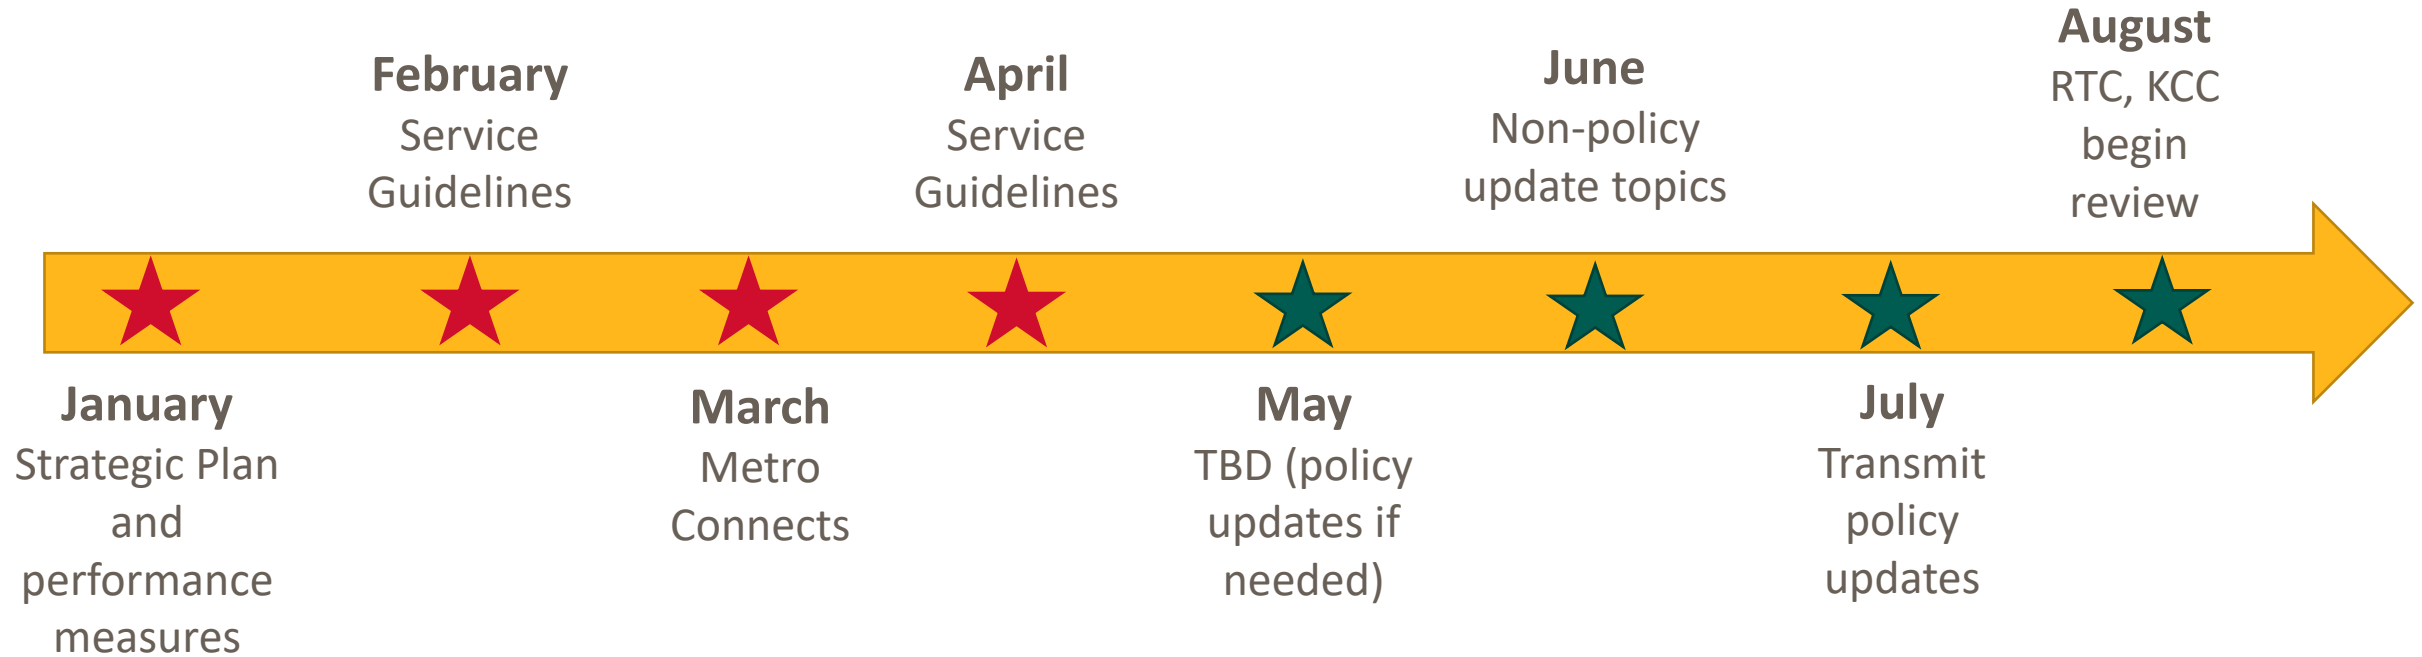 January
Strategic Plan
and
performance
measures
February
Service
Guidelines
March
Metro
Connects
April
Service
Guidelines
May
TBD (policy
updates if
needed)
June
Non-policy
update topics
July
Transmit
policy
updates
August
RTC, KCC
begin
review